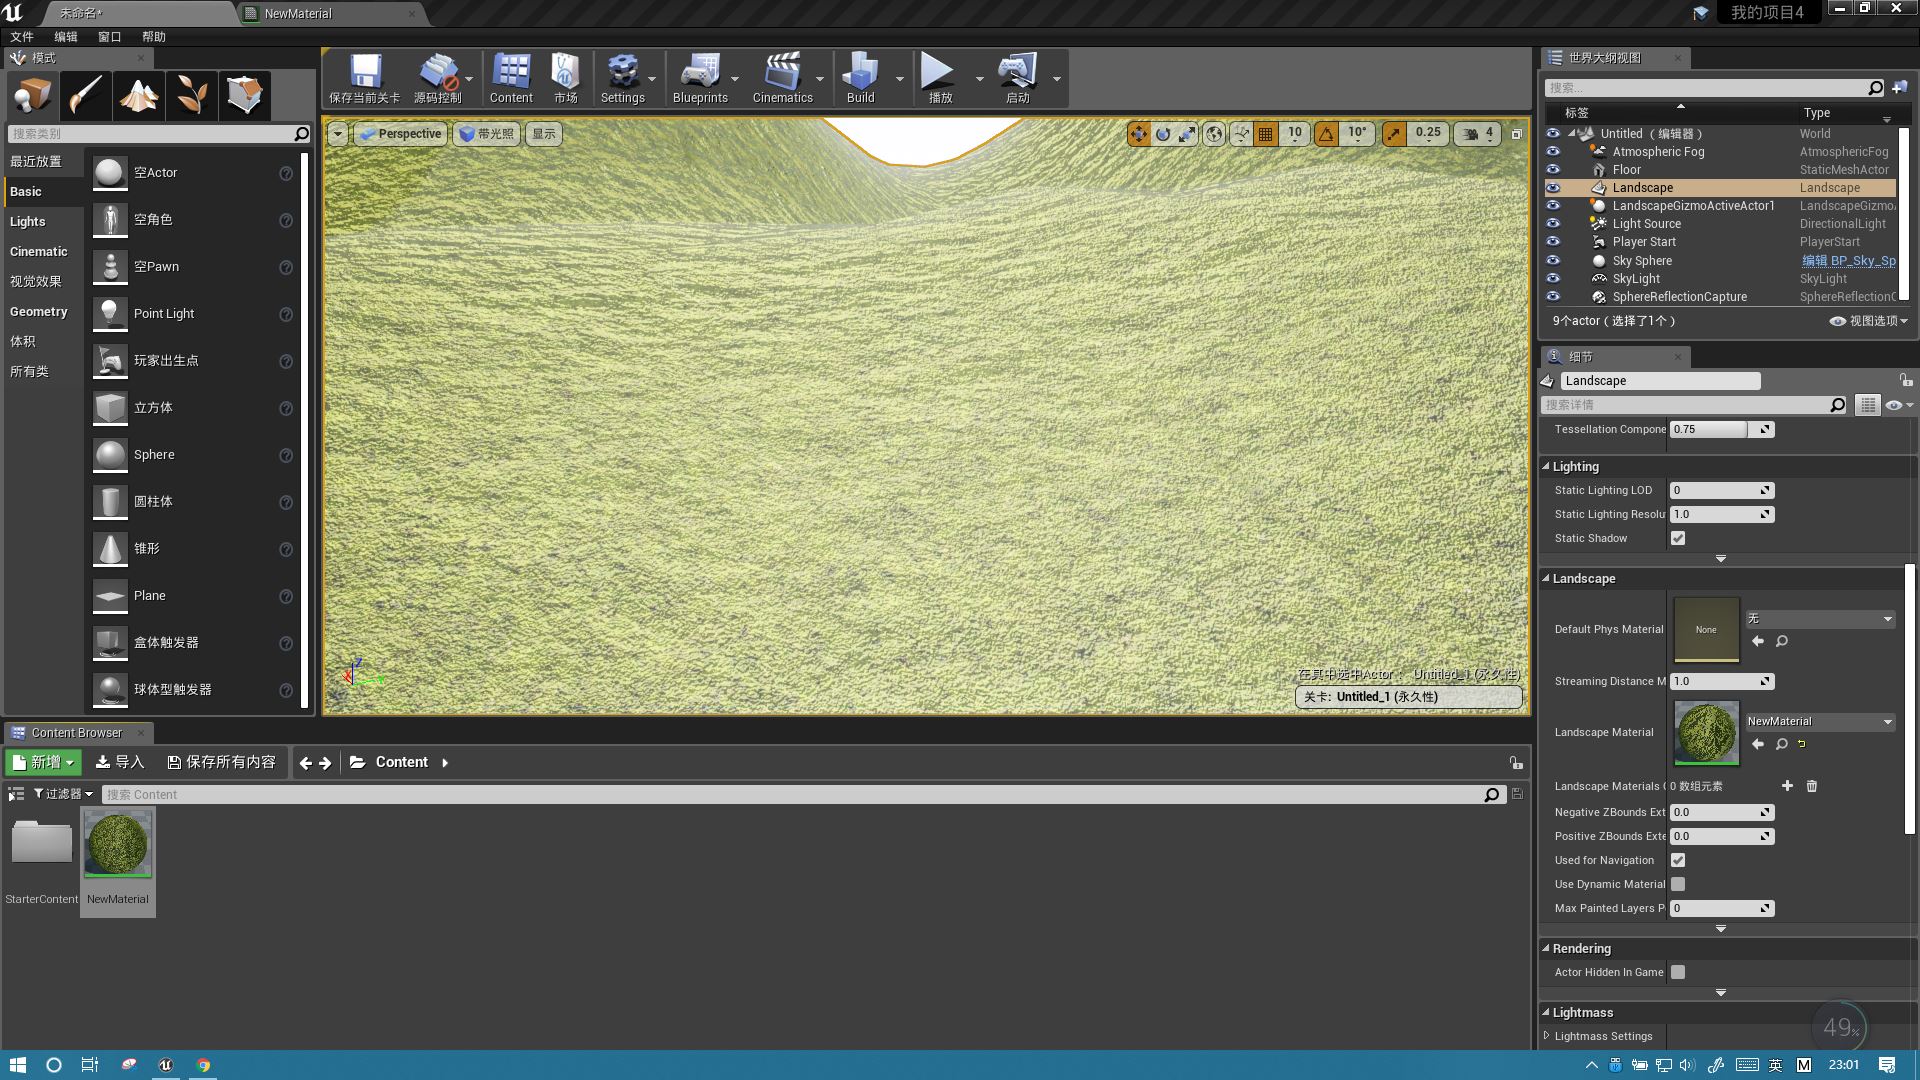 未命名*
NewMaterial
我的项目4
文件 编辑 窗口 帮助
模式
搜索类别
最近放置
Basic
Lights
Cinematic
视觉效果
Geometry
体积
所有类
空Actor
空角色
空Pawn
Point Light
玩家出生点
立方体
Sphere
圆柱体
锥形
Plane
盒体触发器
球体型触发器
保存当前关卡 源码控制 Content 市场 Settings Blueprints Cinematics Build 播放 启动
Perspective 带光照 显示
10 10° 0.25 4
在其中选中Actor： Untitled_1 (永久性)
关卡: Untitled_1 (永久性)
世界大纲视图
搜索...
标签 Type
Untitled （编辑器） World
Atmospheric Fog AtmosphericFog
Floor StaticMeshActor
Landscape Landscape
LandscapeGizmoActiveActor1 LandscapeGizmo
Light Source DirectionalLight
Player Start PlayerStart
Sky Sphere 编辑 BP_Sky_Sp
SkyLight SkyLight
SphereReflectionCapture SphereReflectionC
9个actor（选择了1个） 视图选项
细节
Landscape
搜索详情
Tessellation Compone 0.75
Lighting
Static Lighting LOD 0
Static Lighting Resolu 1.0
Static Shadow
Landscape
Default Phys Material None 无
Streaming Distance M 1.0
Landscape Material NewMaterial
Landscape Materials 0 数组元素
Negative ZBounds Ext 0.0
Positive ZBounds Exte 0.0
Used for Navigation
Use Dynamic Material
Max Painted Layers P 0
Rendering
Actor Hidden In Game
Lightmass
Lightmass Settings
49%
Content Browser
新增 导入 保存所有内容 Content
过滤器 搜索 Content
StarterContent NewMaterial
英 M 23:01